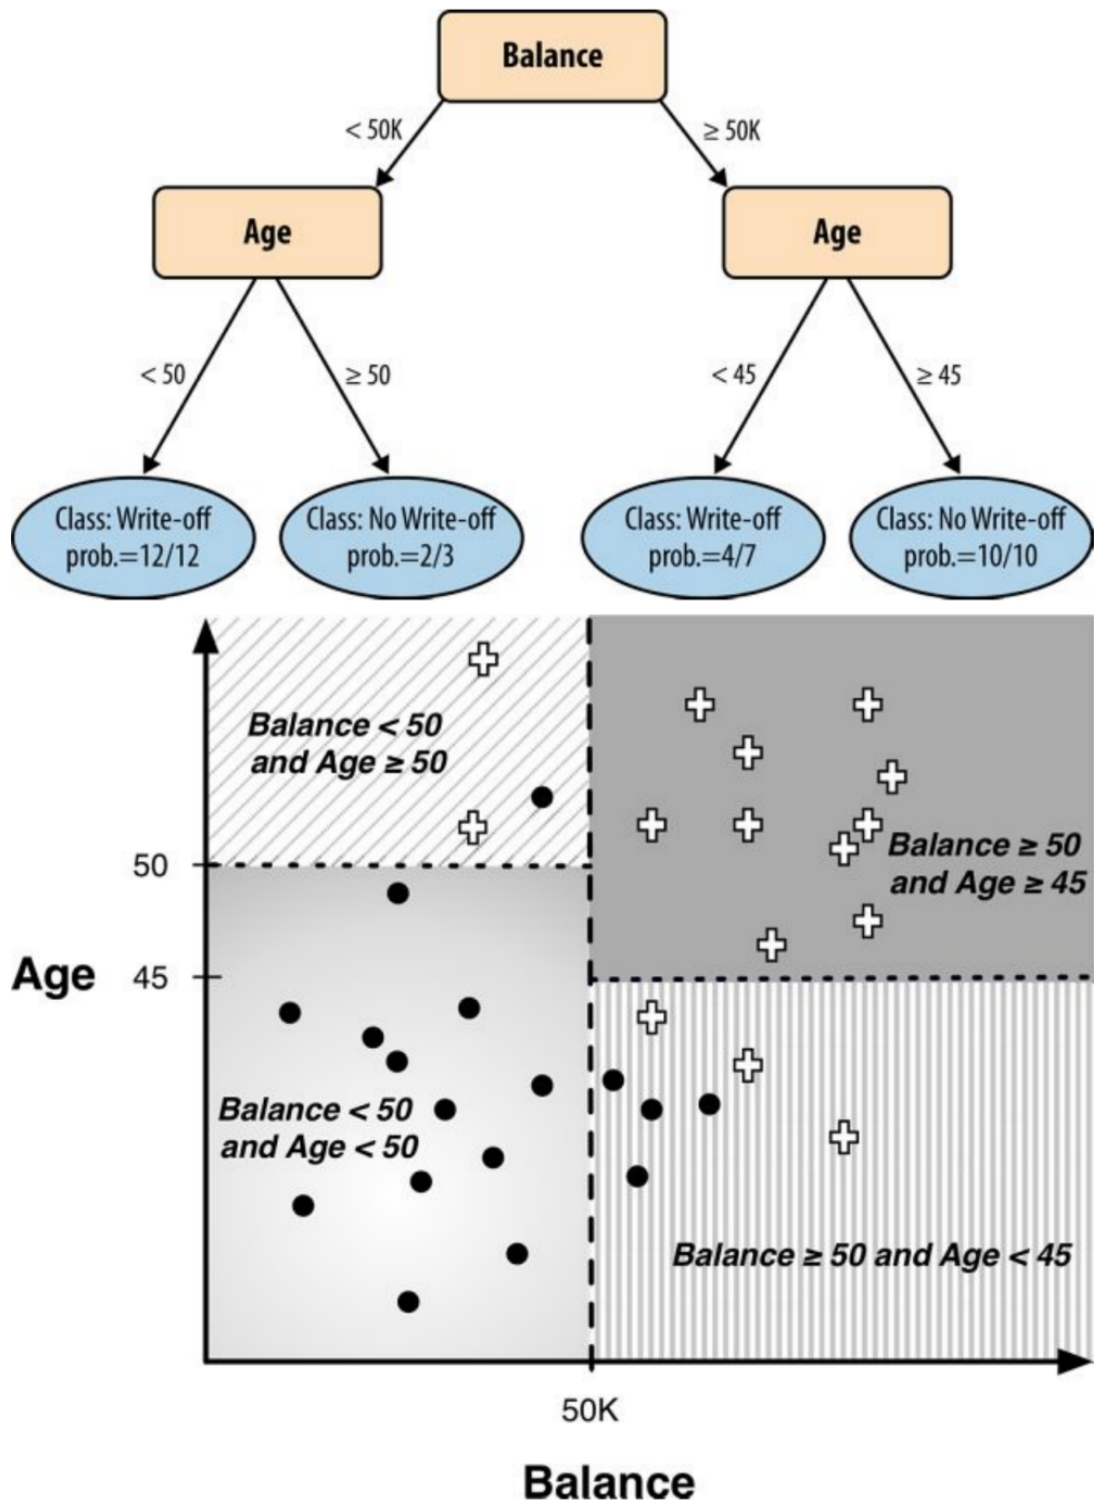 Balance
< 50K
≥ 50K
Age
Age
< 50
≥ 50
< 45
≥ 45
Class: Write-off
prob.=12/12
Class: No Write-off
prob.=2/3
Class: Write-off
prob.=4/7
Class: No Write-off
prob.=10/10
Balance < 50
and Age ≥ 50
Balance ≥ 50
and Age ≥ 45
50
Age
45
Balance < 50
and Age < 50
Balance ≥ 50 and Age < 45
50K
Balance